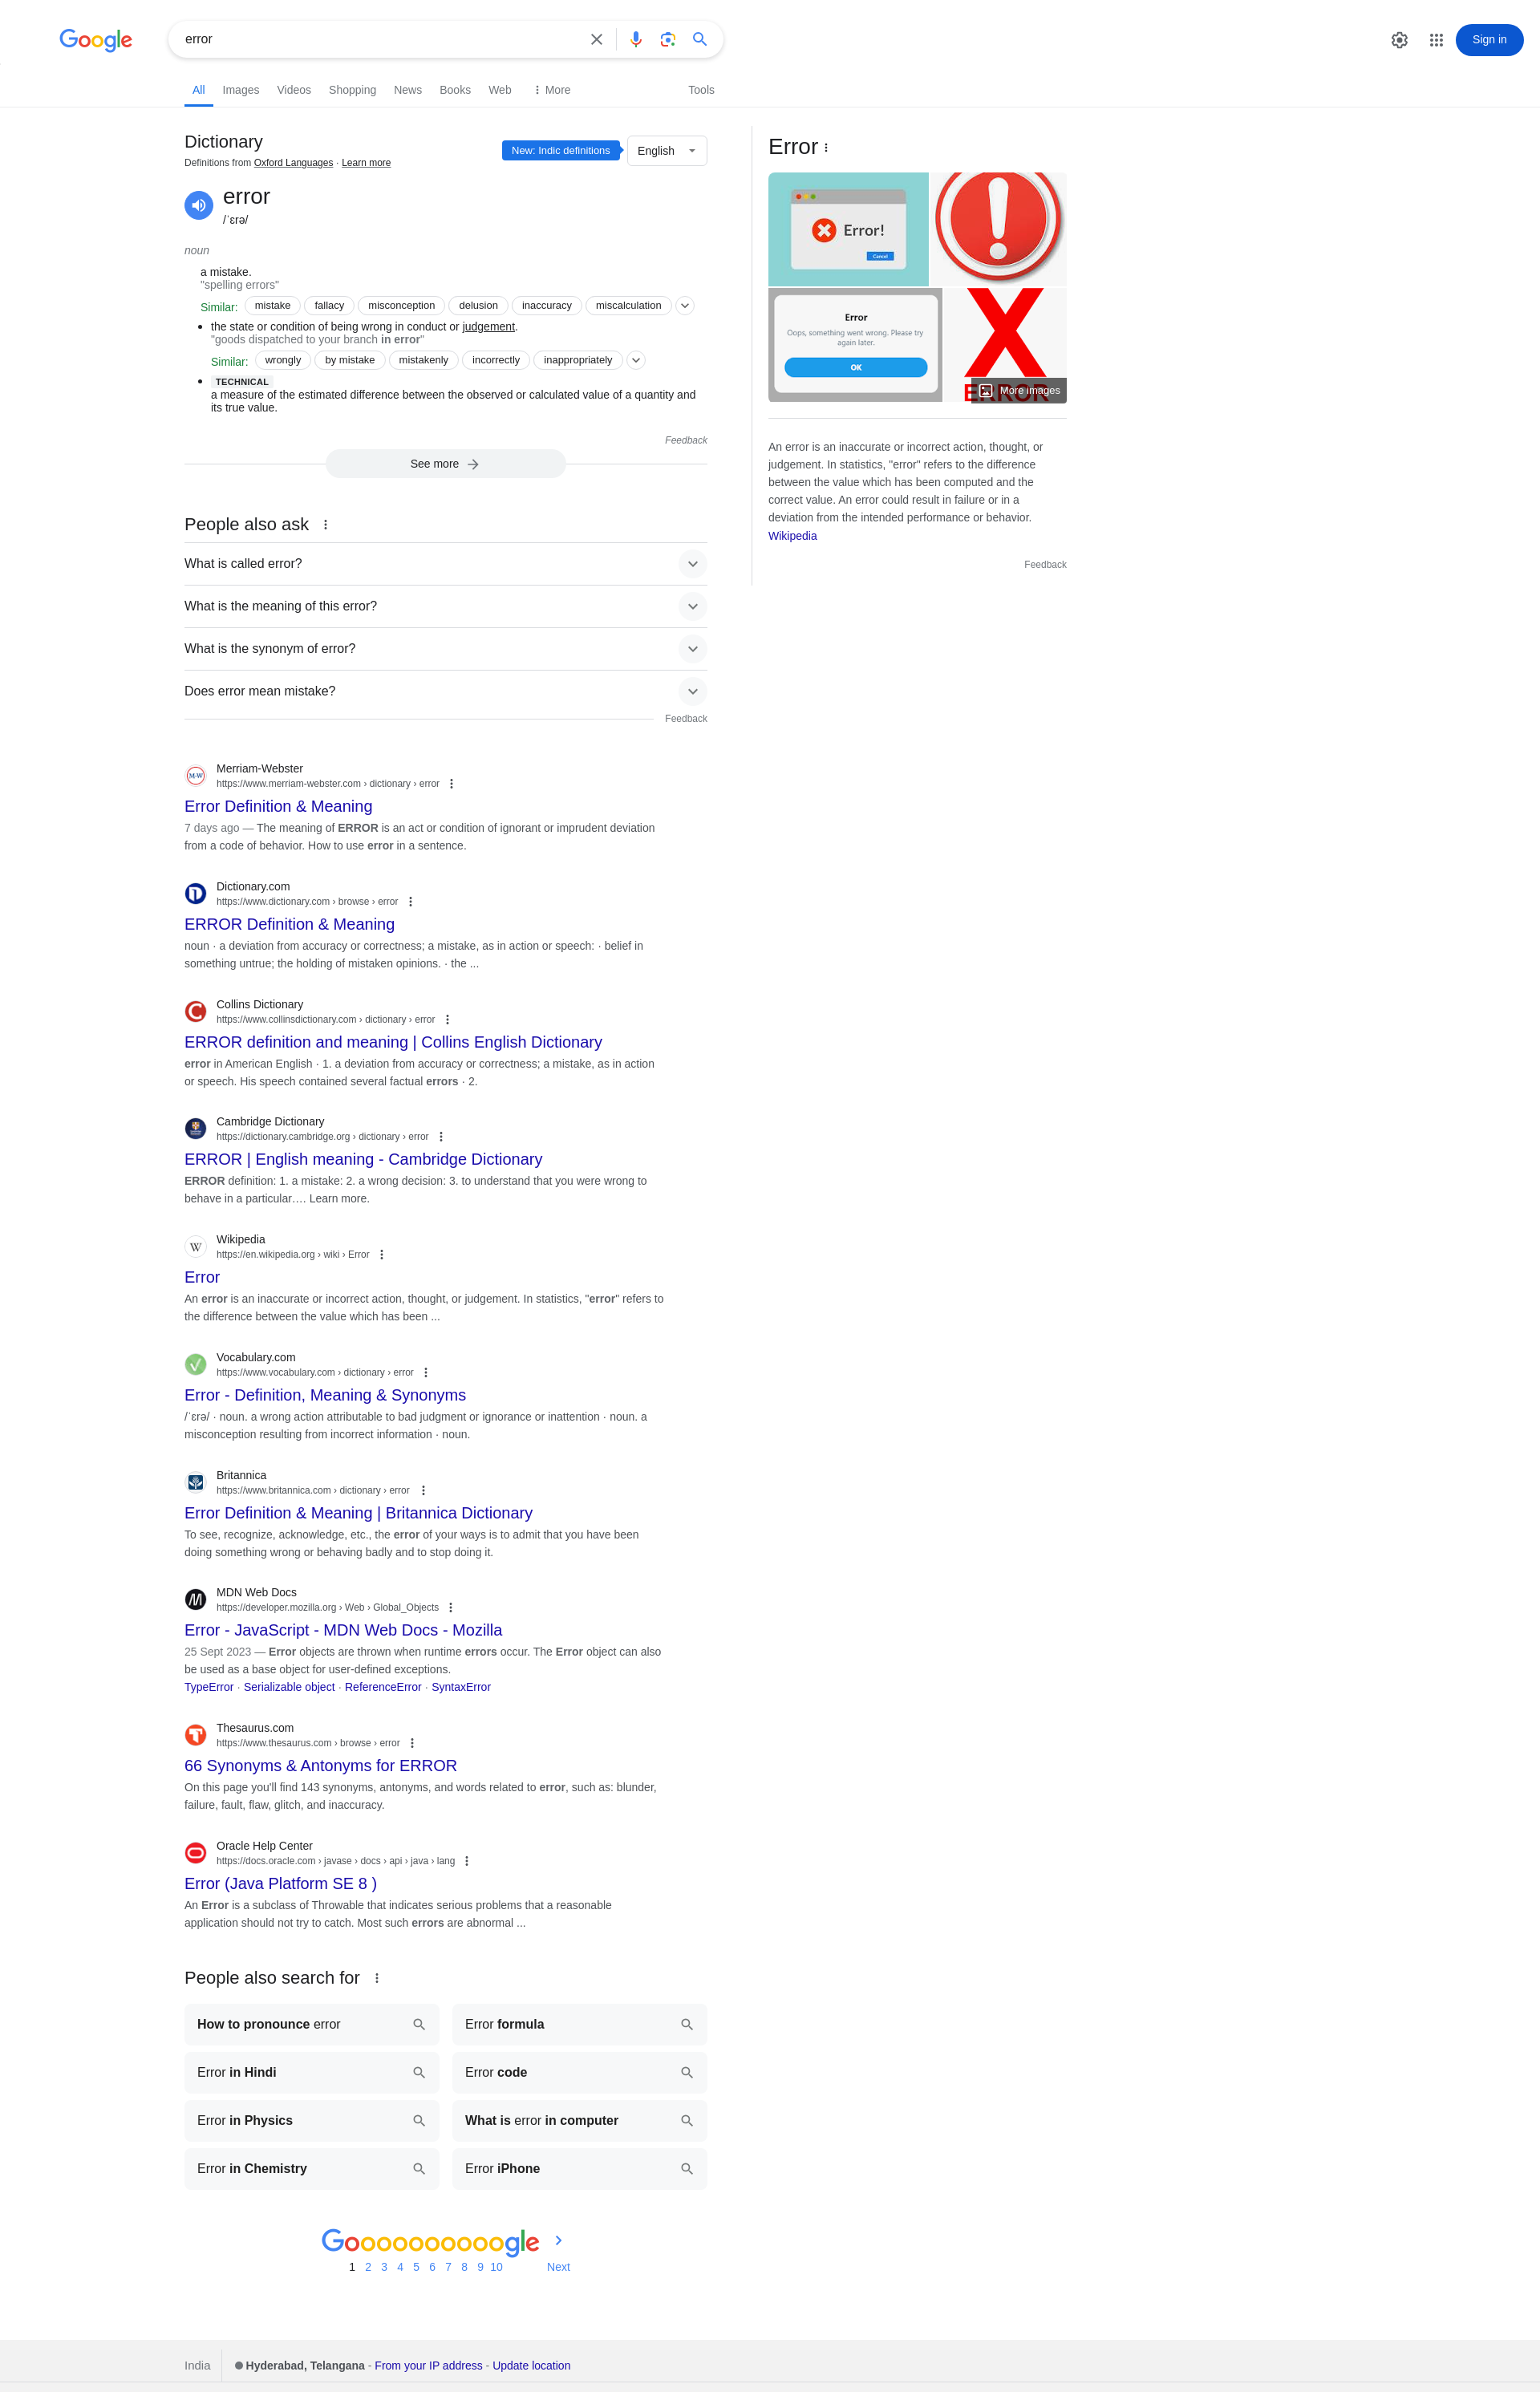 Google
error
Sign in
All
Images
Videos
Shopping
News
Books
Web
More
Tools
Dictionary
Definitions from Oxford Languages · Learn more
New: Indic definitions
English
error
/ˈɛrə/
noun
a mistake.
"spelling errors"
Similar:
mistake
fallacy
misconception
delusion
inaccuracy
miscalculation
the state or condition of being wrong in conduct or judgement.
"goods dispatched to your branch in error"
Similar:
wrongly
by mistake
mistakenly
incorrectly
inappropriately
TECHNICAL
a measure of the estimated difference between the observed or calculated value of a quantity and
its true value.
Feedback
See more
People also ask
What is called error?
What is the meaning of this error?
What is the synonym of error?
Does error mean mistake?
Feedback
M-W
Merriam-Webster
https://www.merriam-webster.com › dictionary › error
Error Definition & Meaning
7 days ago — The meaning of ERROR is an act or condition of ignorant or imprudent deviation
from a code of behavior. How to use error in a sentence.
Dictionary.com
https://www.dictionary.com › browse › error
ERROR Definition & Meaning
noun · a deviation from accuracy or correctness; a mistake, as in action or speech: · belief in
something untrue; the holding of mistaken opinions. · the ...
Collins Dictionary
https://www.collinsdictionary.com › dictionary › error
ERROR definition and meaning | Collins English Dictionary
error in American English · 1. a deviation from accuracy or correctness; a mistake, as in action
or speech. His speech contained several factual errors · 2.
Cambridge Dictionary
https://dictionary.cambridge.org › dictionary › error
ERROR | English meaning - Cambridge Dictionary
ERROR definition: 1. a mistake: 2. a wrong decision: 3. to understand that you were wrong to
behave in a particular…. Learn more.
W
Wikipedia
https://en.wikipedia.org › wiki › Error
Error
An error is an inaccurate or incorrect action, thought, or judgement. In statistics, "error" refers to
the difference between the value which has been ...
Vocabulary.com
https://www.vocabulary.com › dictionary › error
Error - Definition, Meaning & Synonyms
/ˈɛrə/ · noun. a wrong action attributable to bad judgment or ignorance or inattention · noun. a
misconception resulting from incorrect information · noun.
Britannica
https://www.britannica.com › dictionary › error
Error Definition & Meaning | Britannica Dictionary
To see, recognize, acknowledge, etc., the error of your ways is to admit that you have been
doing something wrong or behaving badly and to stop doing it.
MDN Web Docs
https://developer.mozilla.org › Web › Global_Objects
Error - JavaScript - MDN Web Docs - Mozilla
25 Sept 2023 — Error objects are thrown when runtime errors occur. The Error object can also
be used as a base object for user-defined exceptions.
TypeError · Serializable object · ReferenceError · SyntaxError
Thesaurus.com
https://www.thesaurus.com › browse › error
66 Synonyms & Antonyms for ERROR
On this page you'll find 143 synonyms, antonyms, and words related to error, such as: blunder,
failure, fault, flaw, glitch, and inaccuracy.
Oracle Help Center
https://docs.oracle.com › javase › docs › api › java › lang
Error (Java Platform SE 8 )
An Error is a subclass of Throwable that indicates serious problems that a reasonable
application should not try to catch. Most such errors are abnormal ...
People also search for
How to pronounce error
Error formula
Error in Hindi
Error code
Error in Physics
What is error in computer
Error in Chemistry
Error iPhone
Goooooooooogle
1 2 3 4 5 6 7 8 9 10 Next
Error
Error!
Cancel
Error
Oops, something went wrong. Please try
again later.
OK
X
ERROR
More images
An error is an inaccurate or incorrect action, thought, or
judgement. In statistics, "error" refers to the difference
between the value which has been computed and the
correct value. An error could result in failure or in a
deviation from the intended performance or behavior.
Wikipedia
Feedback
India
Hyderabad, Telangana - From your IP address - Update location